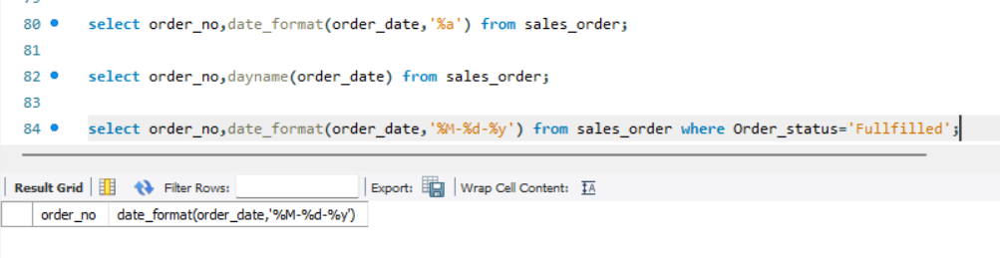 80 select order_no,date_format(order_date,'%a') from sales_order;
81
82 select order_no,dayname(order_date) from sales_order;
83
84 select order_no,date_format(order_date,'%M-%d-%y') from sales_order where Order_status='Fullfilled';
Result Grid Filter Rows: Export: Wrap Cell Content: IA
order_no date_format(order_date,'%M-%d-%y')